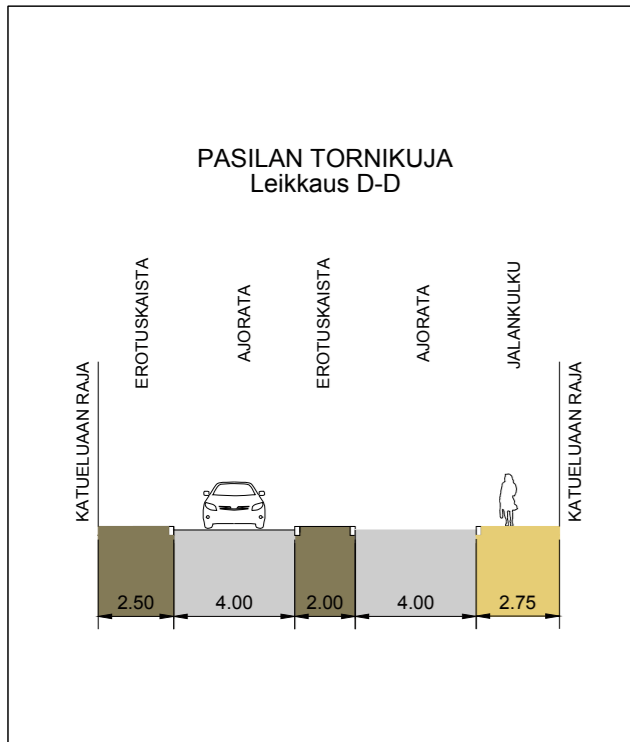 PASILAN TORNIKUJA
Leikkaus D-D
KATUELUAAN RAJA
EROTUSKAISTA
AJORATA
EROTUSKAISTA
AJORATA
JALANKULKU
KATUELUAAN RAJA
2.50
4.00
2.00
4.00
2.75